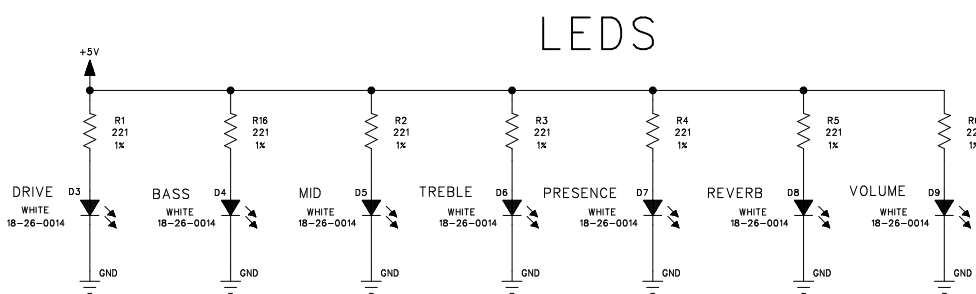 LEDS
+5V
R1
221
1%
R16
221
1%
R2
221
1%
R3
221
1%
R4
221
1%
R5
221
1%
1%
DRIVE D3
WHITE
18-26-0014
BASS D4
WHITE
18-26-0014
MID D5
WHITE
18-26-0014
TREBLE D6
WHITE
18-26-0014
PRESENCE D7
WHITE
18-26-0014
REVERB D8
WHITE
18-26-0014
VOLUME D9
WHITE
18-26-0014
GND
GND
GND
GND
GND
GND
GND